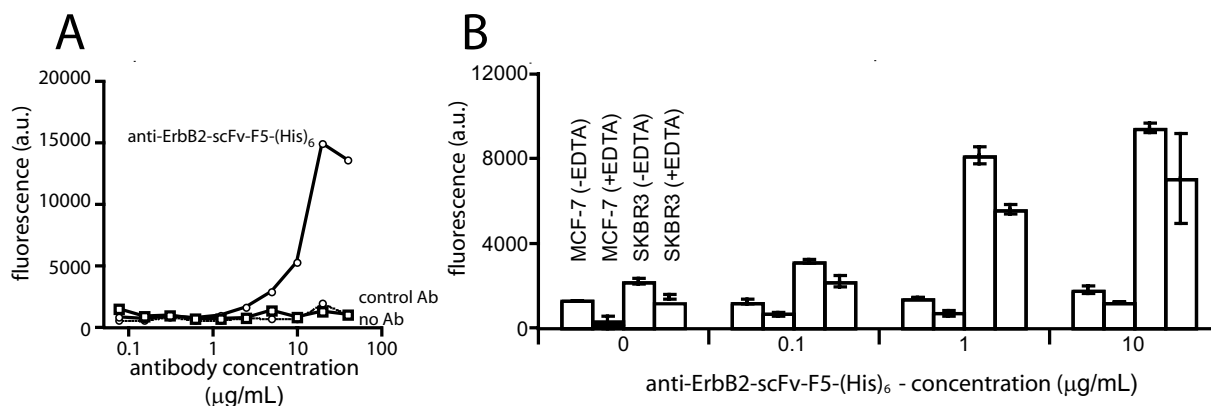 A
20000
15000
10000
5000
0
fluorescence (a.u.)
anti-ErbB2-scFv-F5-(His)₆
control Ab
no Ab
0.1 1 10 100
antibody concentration
(μg/mL)
B
12000
8000
4000
0
fluorescence (a.u.)
MCF-7 (-EDTA)
MCF-7 (+EDTA)
SKBR3 (-EDTA)
SKBR3 (+EDTA)
0 0.1 1 10
anti-ErbB2-scFv-F5-(His)₆ - concentration (μg/mL)